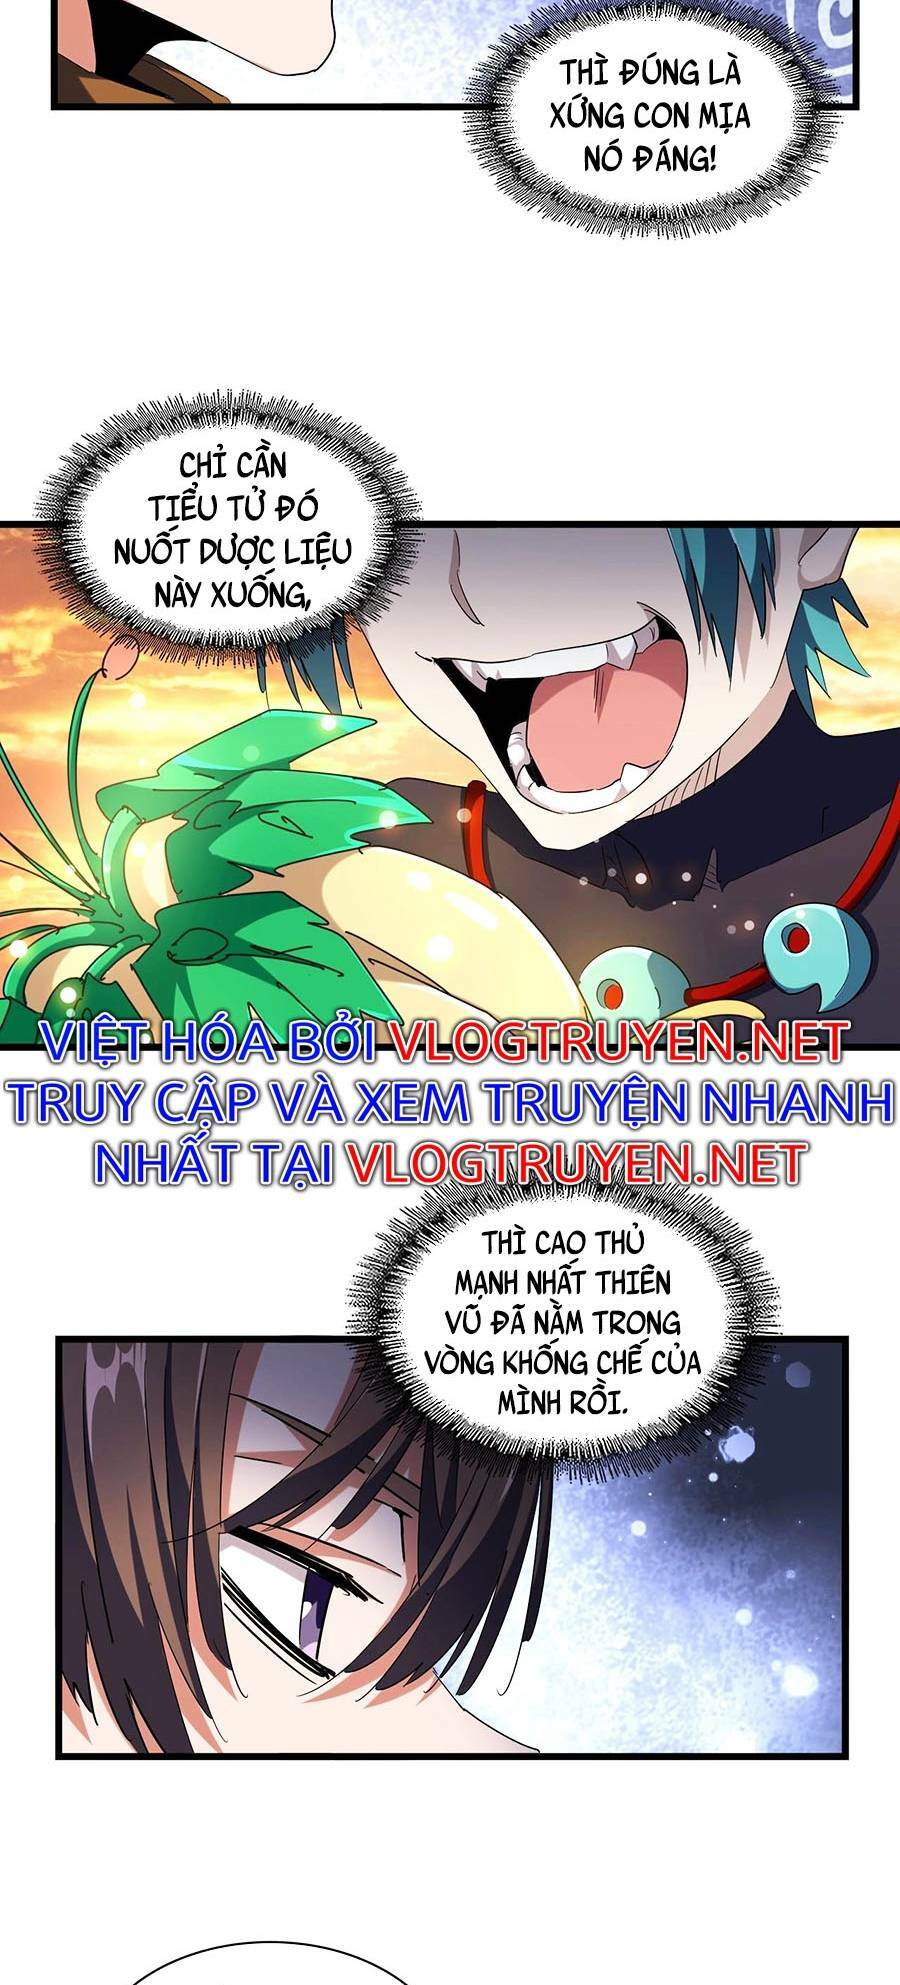 THÌ ĐÚNG LÀ
XỨNG CON MỊA
NÓ ĐÁNG!
CHỈ CẦN
TIỂU TỬ ĐÓ
NUỐT DƯỢC LIỆU
NÀY XUỐNG,
VIỆT HÓA BỞI VLOGTRUYEN.NET
TRUY CẬP VÀ XEM TRUYỆN NHANH
NHẤT TẠI VLOGTRUYEN.NET
THÌ CAO THỦ
MẠNH NHẤT THIÊN
VŨ ĐÃ NẰM TRONG
VÒNG KHỐNG CHẾ CỦA
MÌNH RỒI.